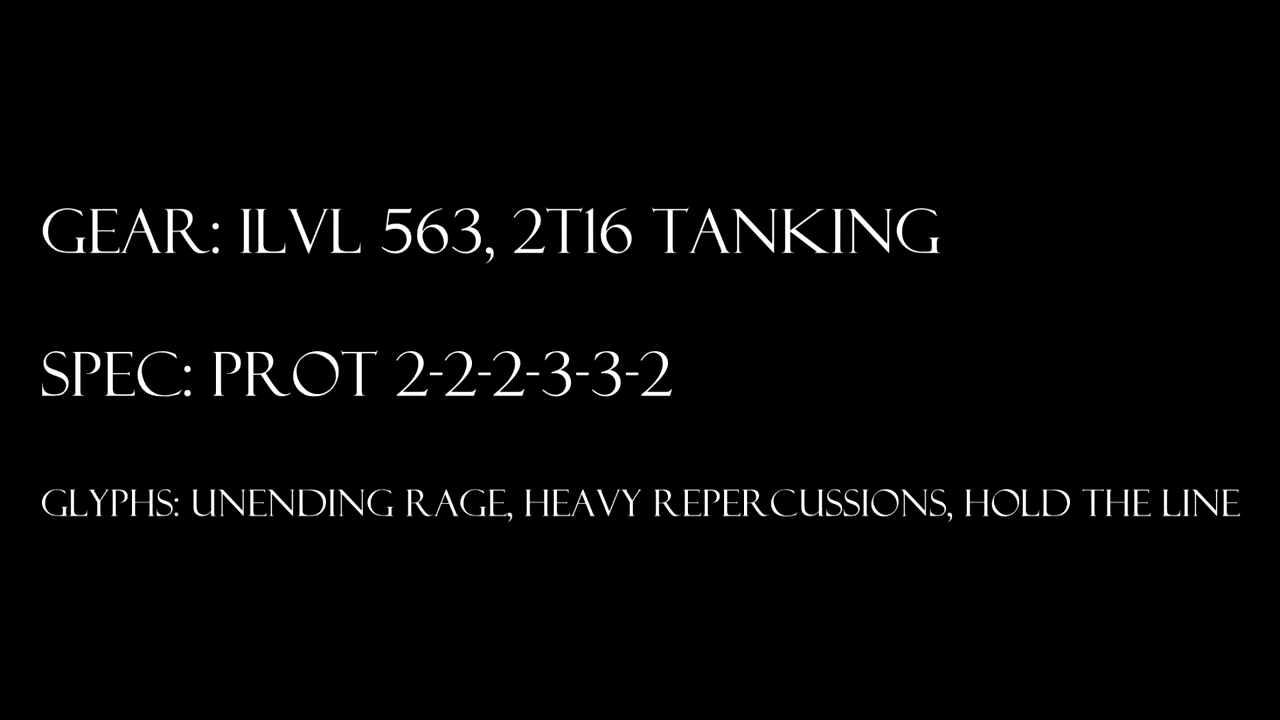 GEAR: ILVL 563, 2T16 TANKING
SPEC: PROT 2-2-2-3-3-2
GLYPHS: UNENDING RAGE, HEAVY REPERCUSSIONS, HOLD THE LINE